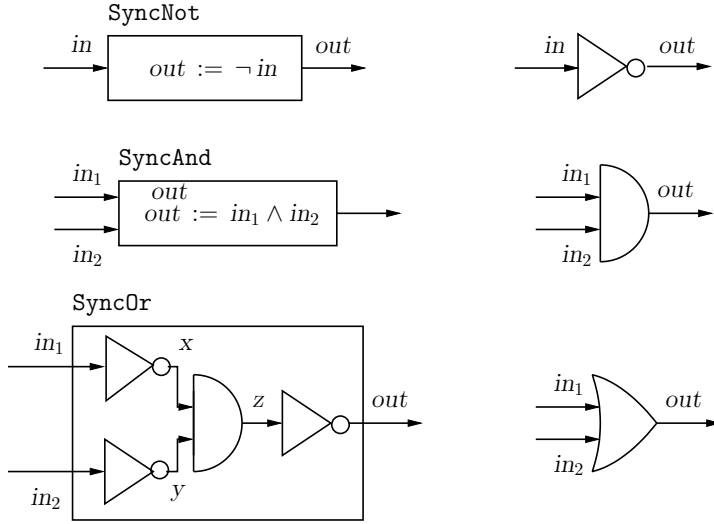 SyncNot
in
out := ¬ in
out
in
out
SyncAnd
in₁
in₂
out
out := in₁ ∧ in₂
in₁
in₂
out
SyncOr
in₁
in₂
x
y
z
out
in₁
in₂
out